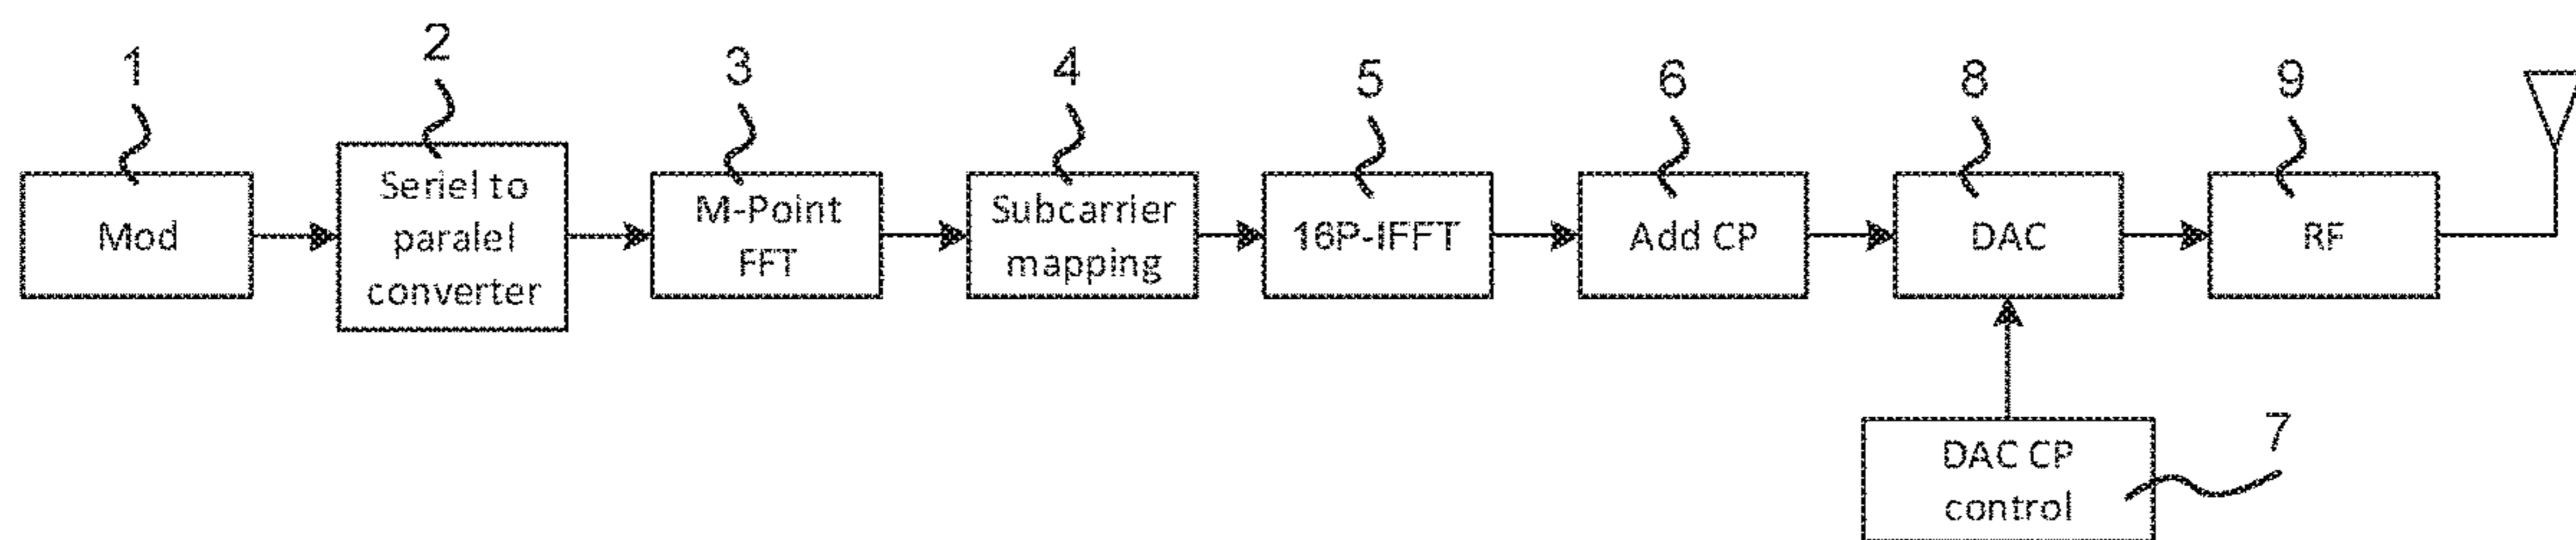 1
2
3
4
5
6
8
9
Mod
Seriel to
paralel
converter
M-Point
FFT
Subcarrier
mapping
16P-IFFT
Add CP
DAC
RF
7
DAC CP
control